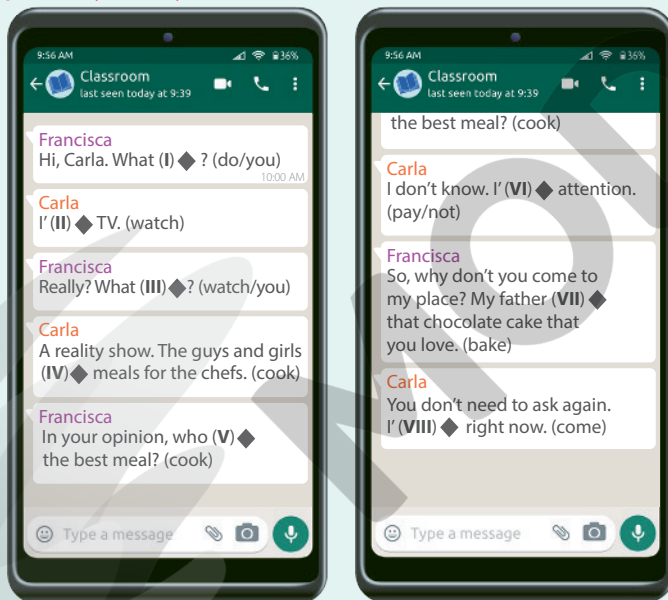 9:56 AM
36%
Classroom
last seen today at 9:39
Francisca
Hi, Carla. What (I) ◆ ? (do/you)
10:00 AM
Carla
I’ (II) ◆ TV. (watch)
Francisca
Really? What (III) ◆? (watch/you)
Carla
A reality show. The guys and girls
(IV)◆ meals for the chefs. (cook)
Francisca
In your opinion, who (V)◆
the best meal? (cook)
Type a message
9:56 AM
36%
Classroom
last seen today at 9:39
the best meal? (cook)
Carla
I don’t know. I’ (VI) ◆ attention.
(pay/not)
Francisca
So, why don’t you come to
my place? My father (VII) ◆
that chocolate cake that
you love. (bake)
Carla
You don’t need to ask again.
I’ (VIII) ◆ right now. (come)
Type a message